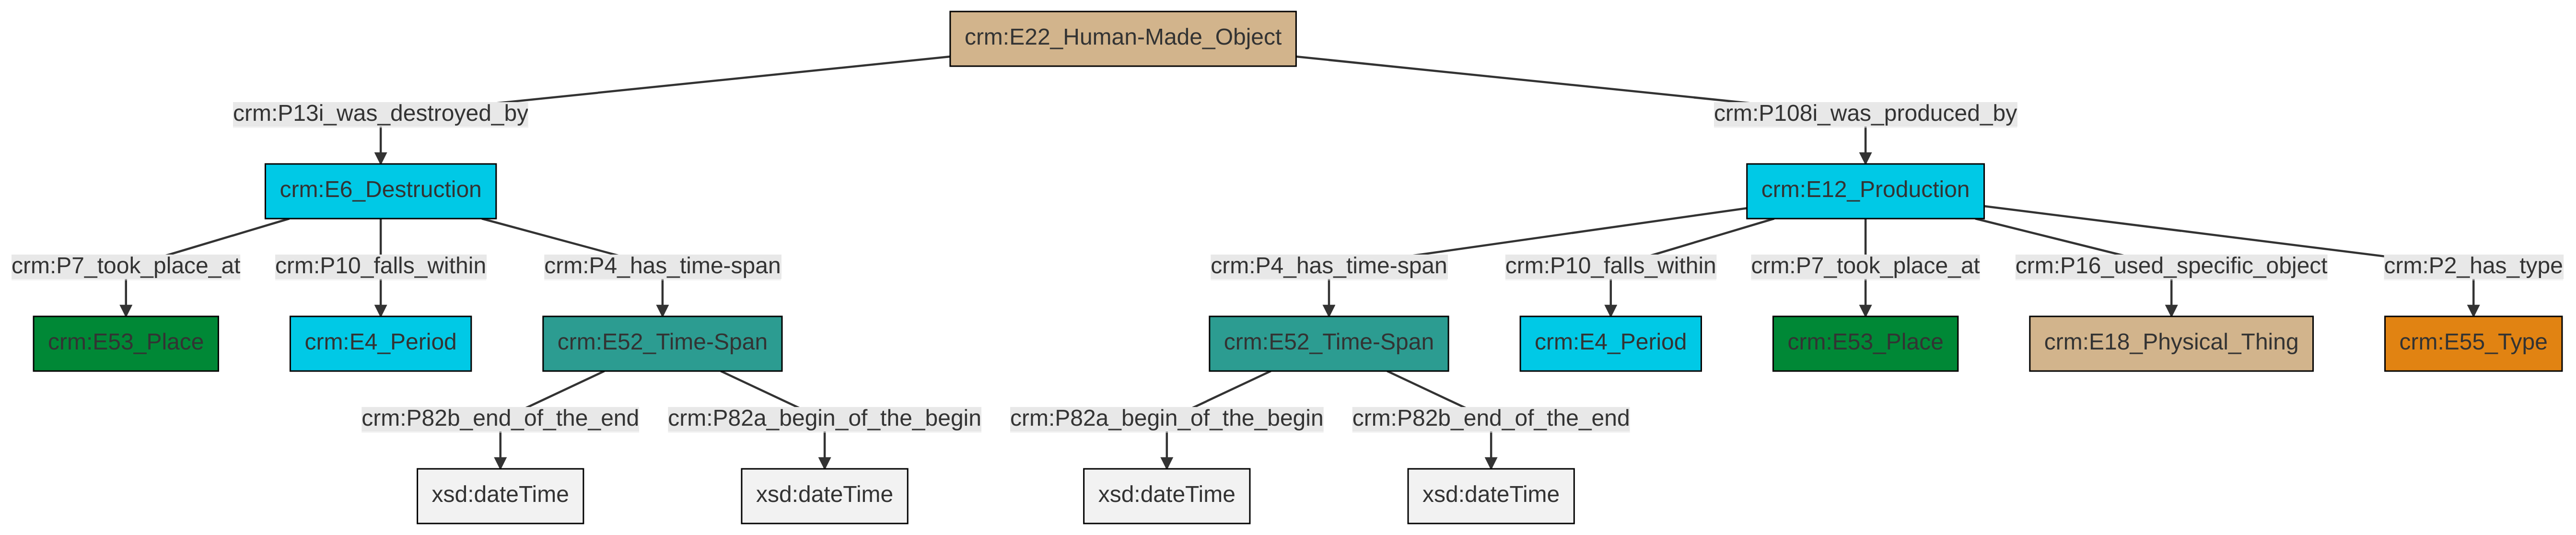 crm:E22_Human-Made_Object
crm:P13i_was_destroyed_by
crm:P108i_was_produced_by
crm:E6_Destruction
crm:E12_Production
crm:P7_took_place_at
crm:P10_falls_within
crm:P4_has_time-span
crm:P4_has_time-span
crm:P10_falls_within
crm:P7_took_place_at
crm:P16_used_specific_object
crm:P2_has_type
crm:E53_Place
crm:E4_Period
crm:E52_Time-Span
crm:E52_Time-Span
crm:E4_Period
crm:E53_Place
crm:E18_Physical_Thing
crm:E55_Type
crm:P82b_end_of_the_end
crm:P82a_begin_of_the_begin
crm:P82a_begin_of_the_begin
crm:P82b_end_of_the_end
xsd:dateTime
xsd:dateTime
xsd:dateTime
xsd:dateTime